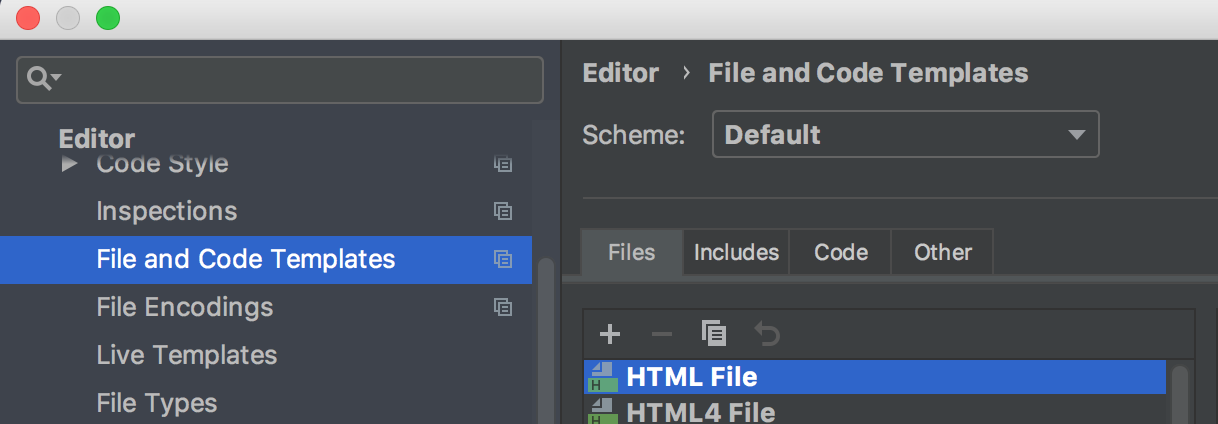 Editor
Code Style
Inspections
File and Code Templates
File Encodings
Live Templates
File Types
Editor › File and Code Templates
Scheme: Default
Files Includes Code Other
H HTML File
H HTML4 File